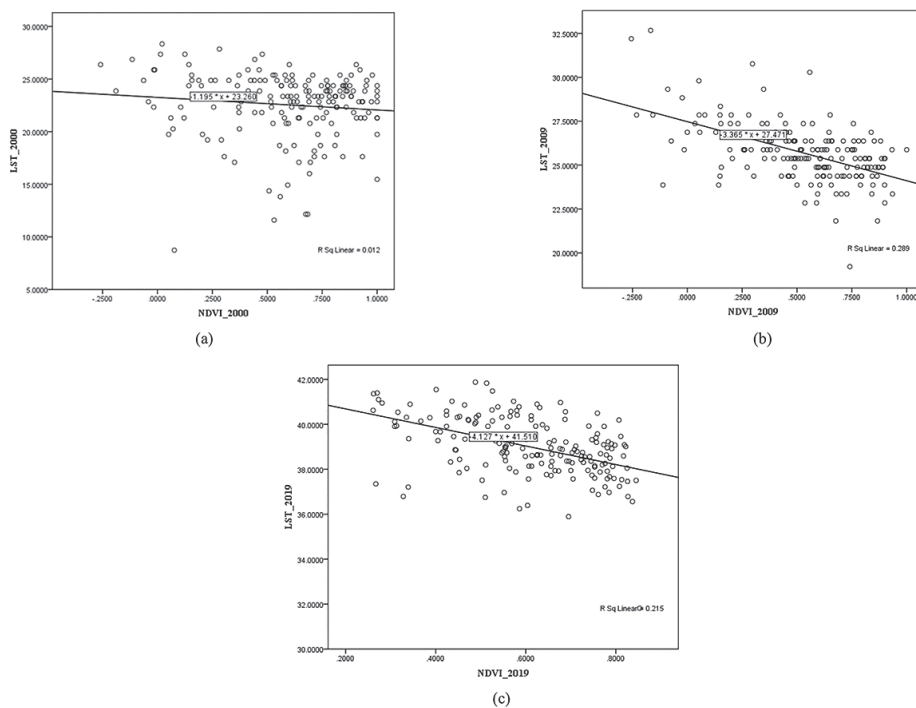 30.0000
25.0000
20.0000
15.0000
10.0000
5.0000
LST_2000
-1.195 * x + 23.260
R Sq Linear = 0.012
-.2500 .0000 .2500 .5000 .7500 1.0000
NDVI_2000
(a)
32.5000
30.0000
27.5000
25.0000
22.5000
20.0000
LST_2009
-3.365 * x + 27.471
R Sq Linear = 0.289
-.2500 .0000 .2500 .5000 .7500 1.0000
NDVI_2009
(b)
42.0000
40.0000
38.0000
36.0000
34.0000
32.0000
30.0000
LST_2019
-4.127 * x + 41.510
R Sq Linear = 0.215
.2000 .4000 .6000 .8000
NDVI_2019
(c)